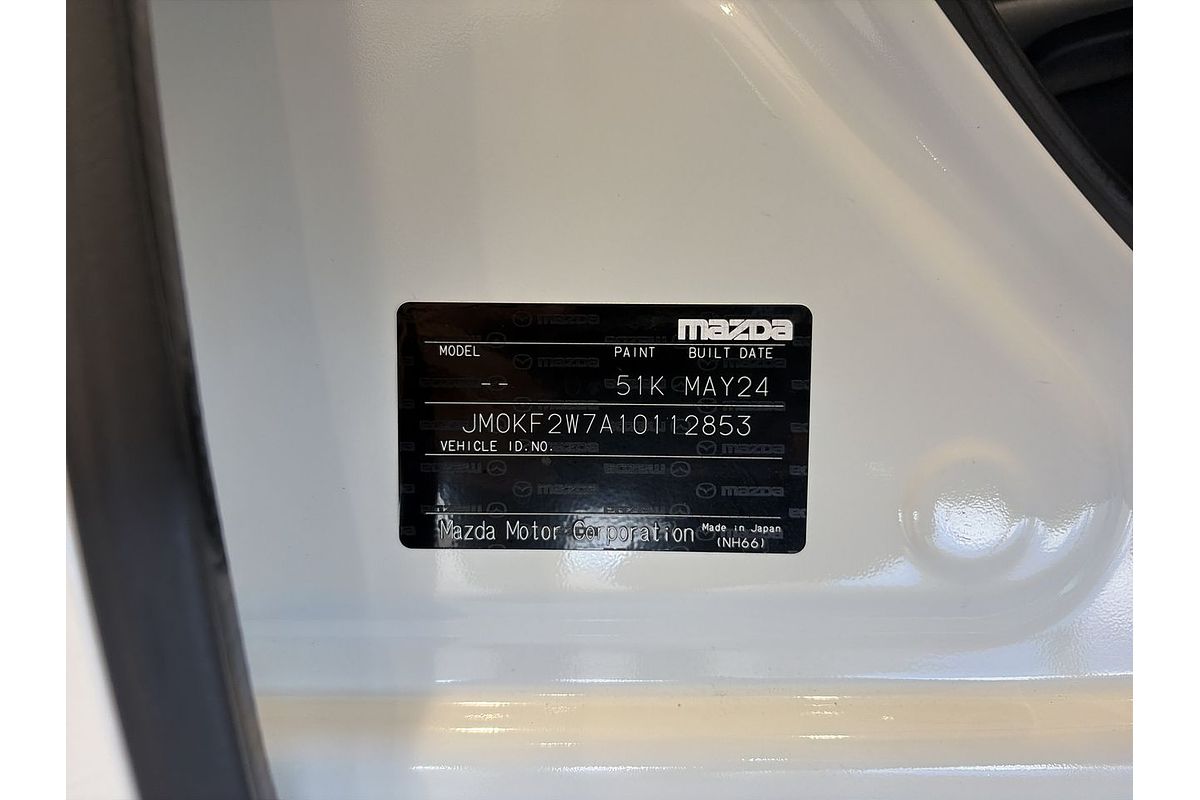 mazda
MODEL PAINT BUILT DATE
-- 51K MAY24
JM0KF2W7A10112853
VEHICLE ID.NO.
Mazda Motor Corporation Made in Japan
(NH66)